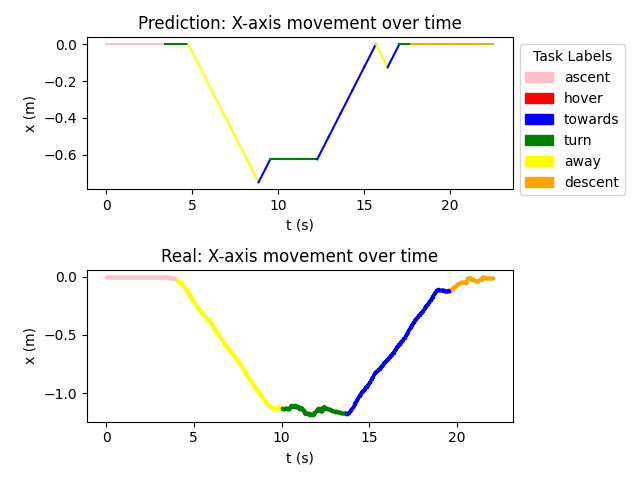 Prediction: X-axis movement over time
0.0
−0.2
−0.4
−0.6
x (m)
0 5 10 15 20
t (s)
Task Labels
ascent
hover
towards
turn
away
descent
Real: X-axis movement over time
0.0
−0.5
−1.0
x (m)
0 5 10 15 20
t (s)